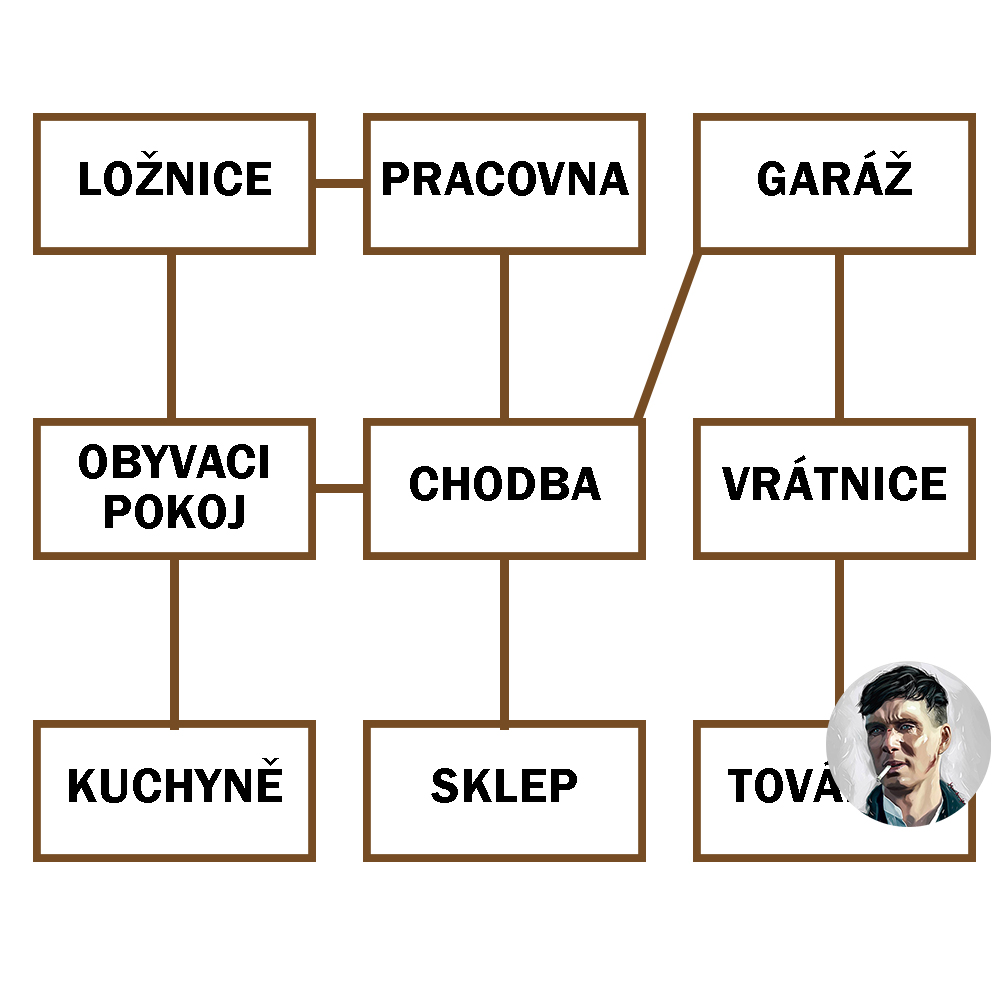 LOŽNICE
PRACOVNA
GARÁŽ
OBYVACI
POKOJ
CHODBA
VRÁTNICE
KUCHYNĚ
SKLEP